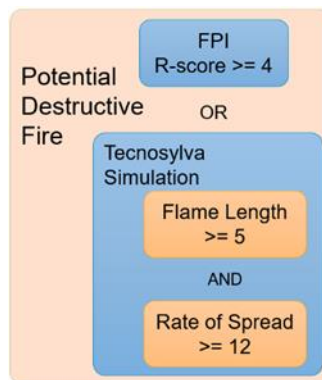 FPI
R-score >= 4
Potential
Destructive
Fire
OR
Tecnosylva
Simulation
Flame Length
>= 5
AND
Rate of Spread
>= 12